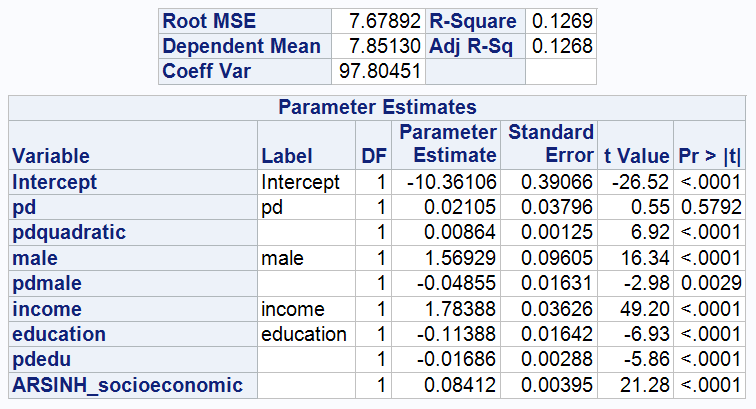 Root MSE 7.67892 R-Square 0.1269
Dependent Mean 7.85130 Adj R-Sq 0.1268
Coeff Var 97.80451
Parameter Estimates
Variable Label DF Parameter Estimate Standard Error t Value Pr > |t|
Intercept Intercept 1 -10.36106 0.39066 -26.52 <.0001
pd pd 1 0.02105 0.03796 0.55 0.5792
pdquadratic 1 0.00864 0.00125 6.92 <.0001
male male 1 1.56929 0.09605 16.34 <.0001
pdmale 1 -0.04855 0.01631 -2.98 0.0029
income income 1 1.78388 0.03626 49.20 <.0001
education education 1 -0.11388 0.01642 -6.93 <.0001
pdedu 1 -0.01686 0.00288 -5.86 <.0001
ARSINH_socioeconomic 1 0.08412 0.00395 21.28 <.0001